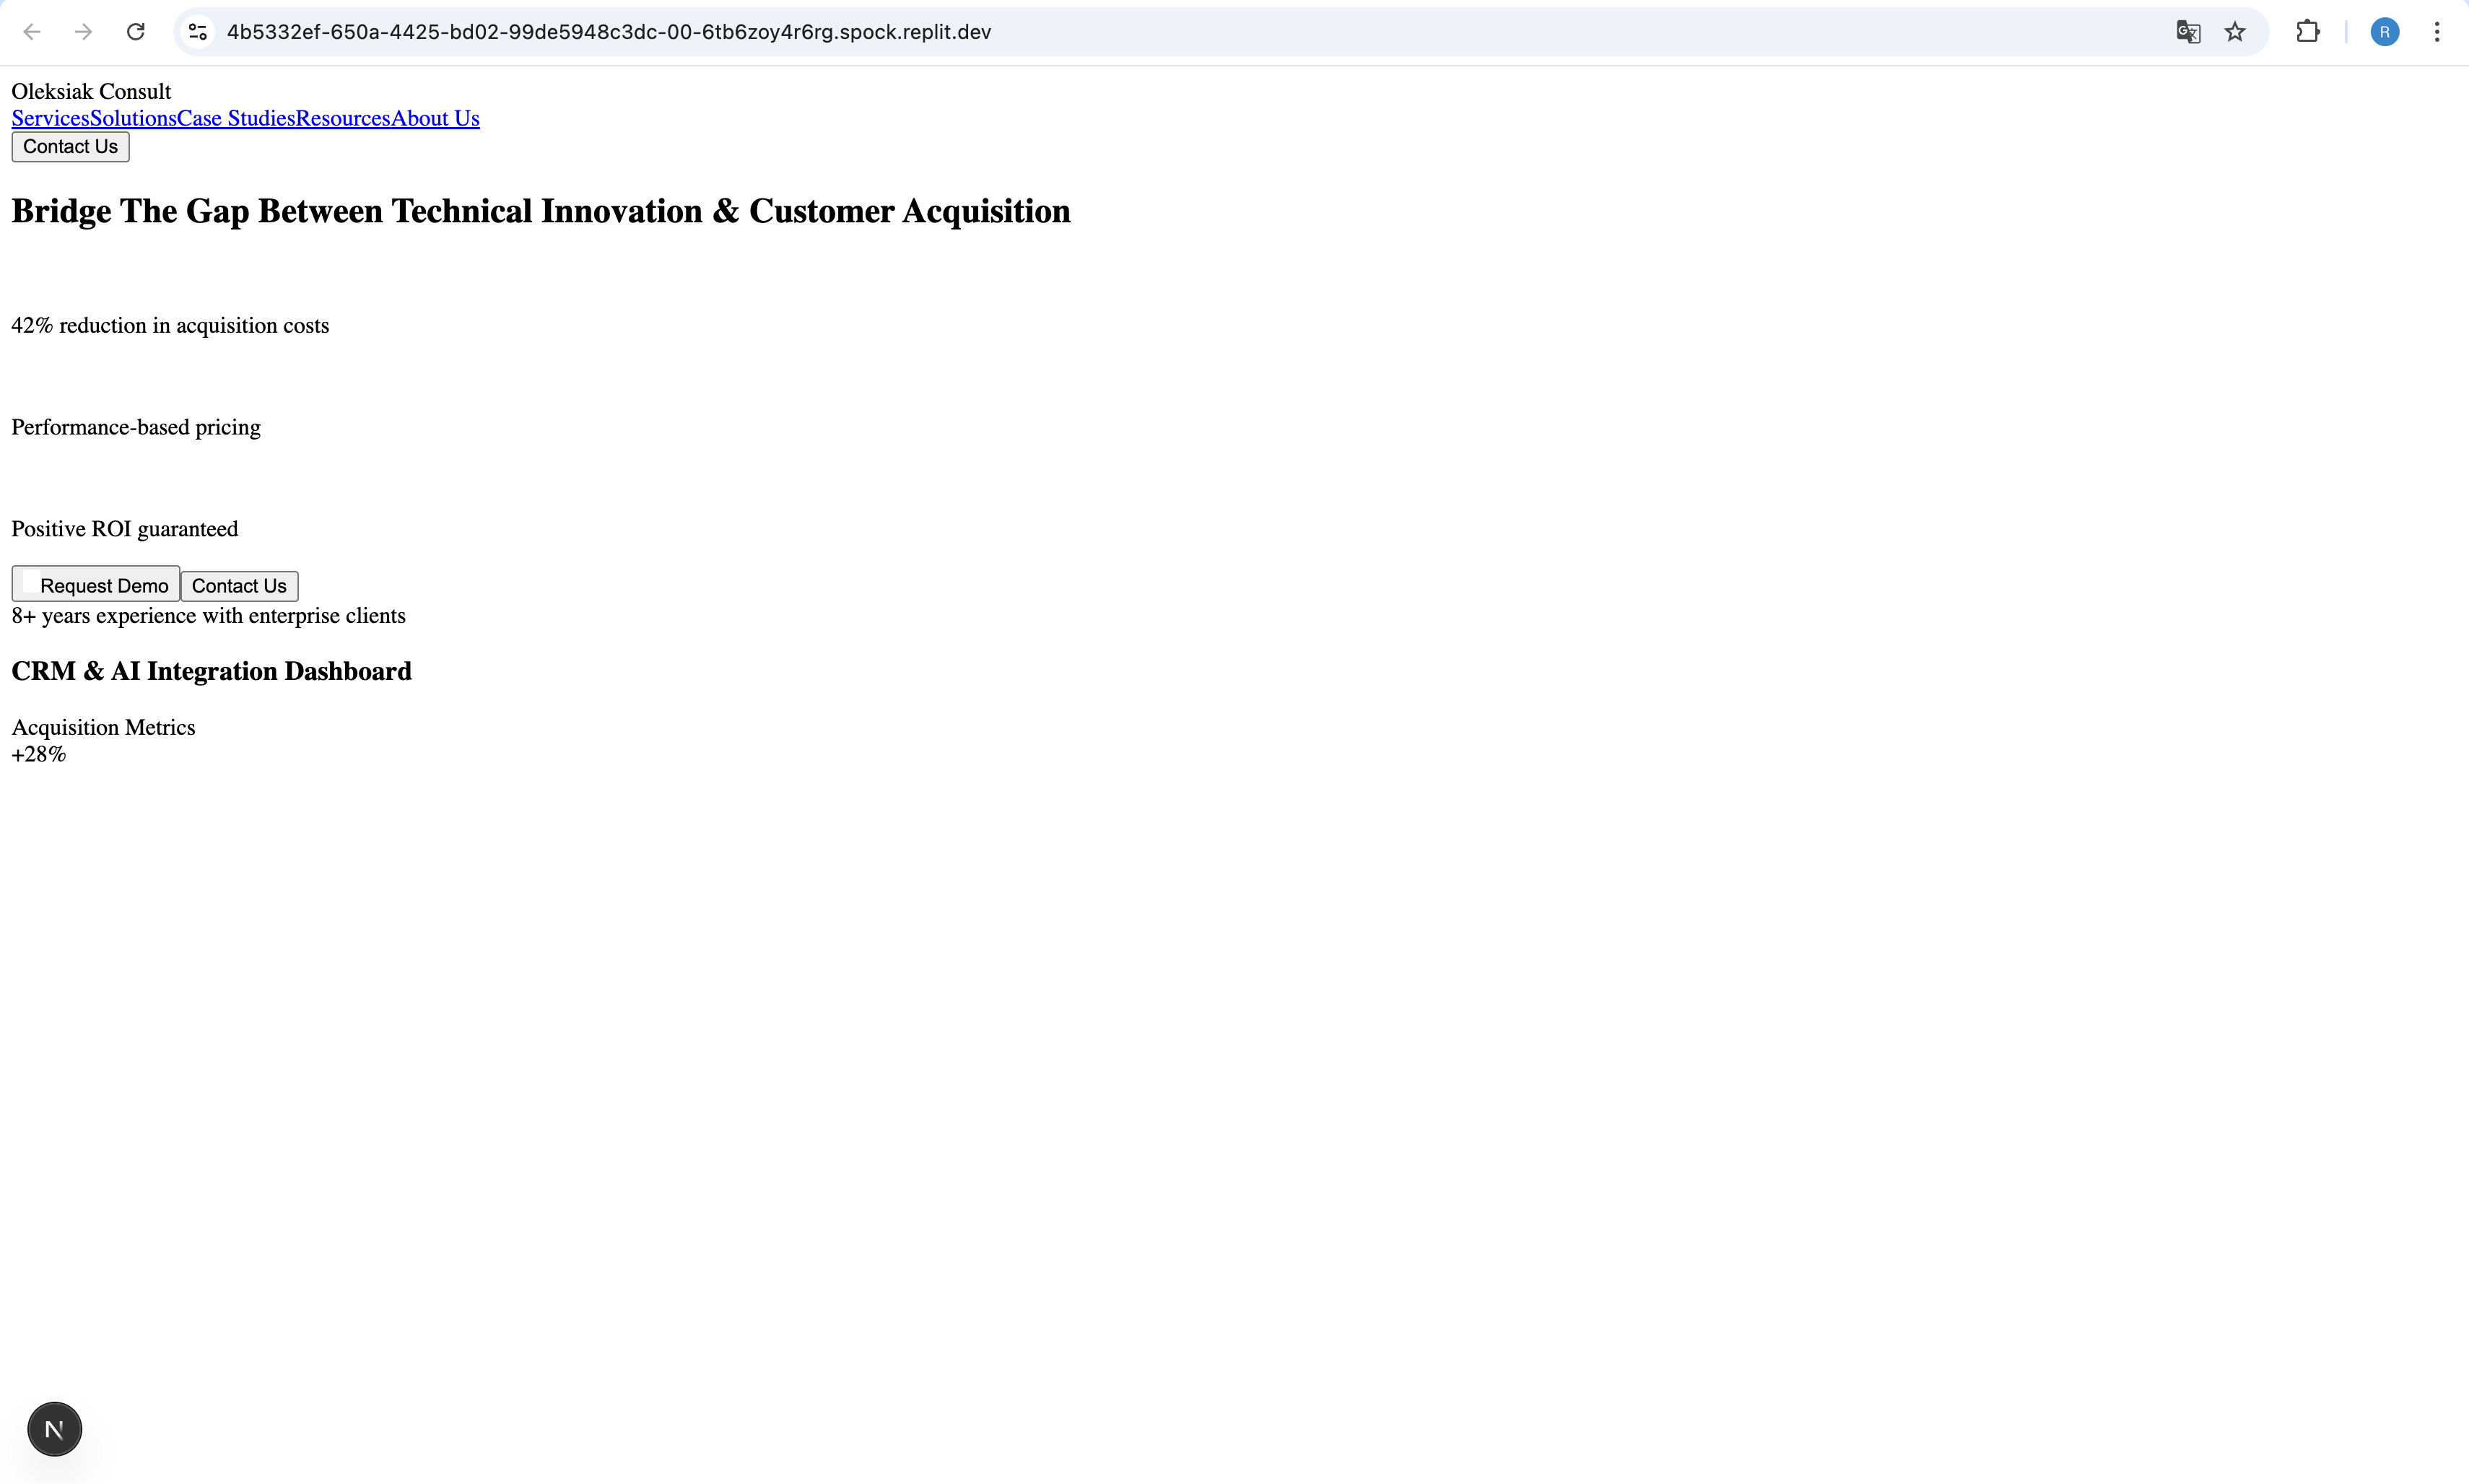 4b5332ef-650a-4425-bd02-99de5948c3dc-00-6tb6zoy4r6rg.spock.replit.dev
R
Oleksiak Consult
ServicesSolutionsCase StudiesResourcesAbout Us
Contact Us
Bridge The Gap Between Technical Innovation & Customer Acquisition
42% reduction in acquisition costs
Performance-based pricing
Positive ROI guaranteed
Request Demo Contact Us
8+ years experience with enterprise clients
CRM & AI Integration Dashboard
Acquisition Metrics
+28%
N